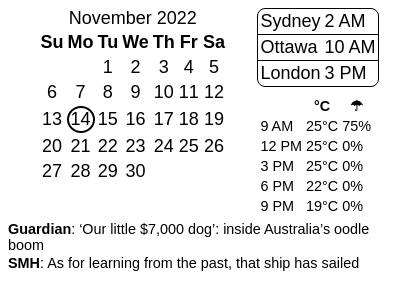 November 2022
Su Mo Tu We Th Fr Sa
1 2 3 4 5
6 7 8 9 10 11 12
13 14 15 16 17 18 19
20 21 22 23 24 25 26
27 28 29 30
Sydney 2 AM
Ottawa 10 AM
London 3 PM
°C ☂
9 AM 25°C 75%
12 PM 25°C 0%
3 PM 25°C 0%
6 PM 22°C 0%
9 PM 19°C 0%
Guardian: ‘Our little $7,000 dog’: inside Australia’s oodle
boom
SMH: As for learning from the past, that ship has sailed